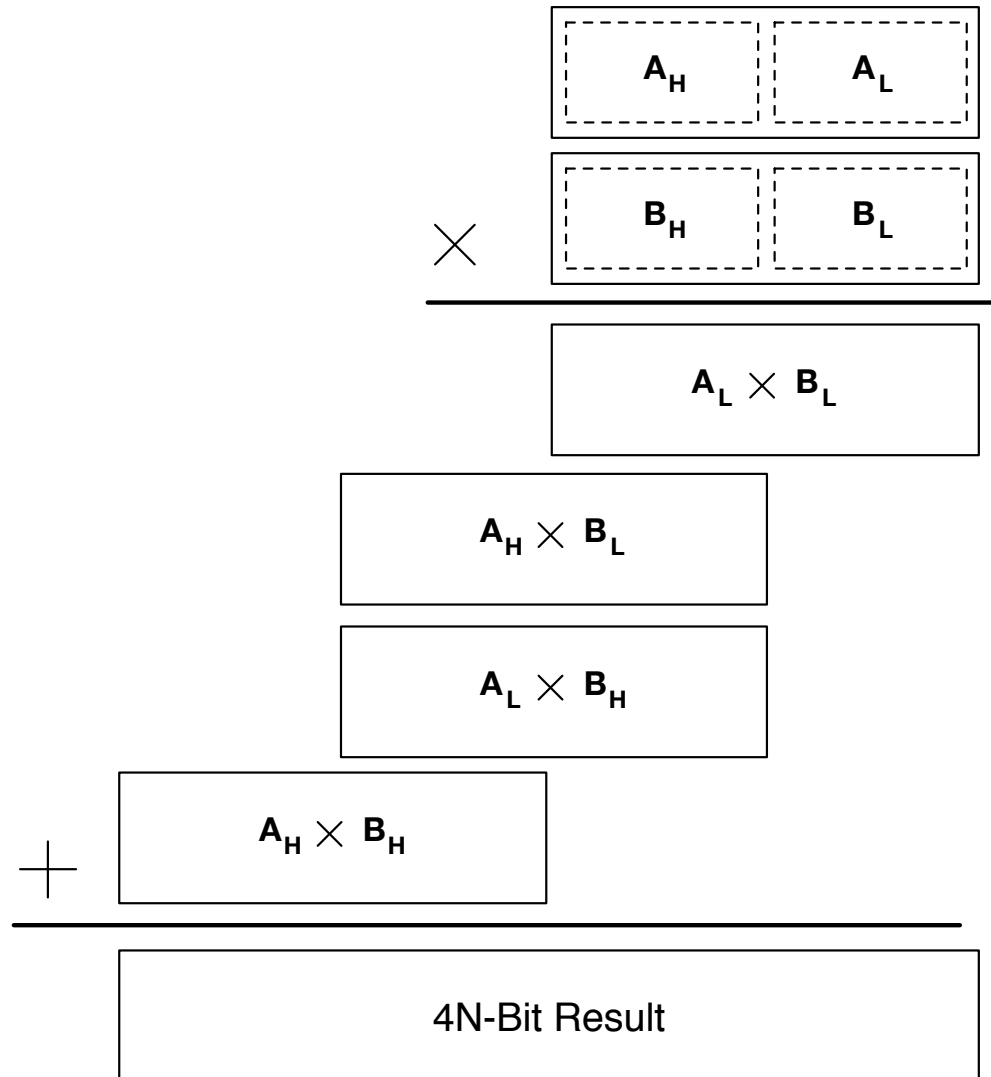 A_H A_L
× B_H B_L
A_L × B_L
A_H × B_L
A_L × B_H
+ A_H × B_H
4N-Bit Result